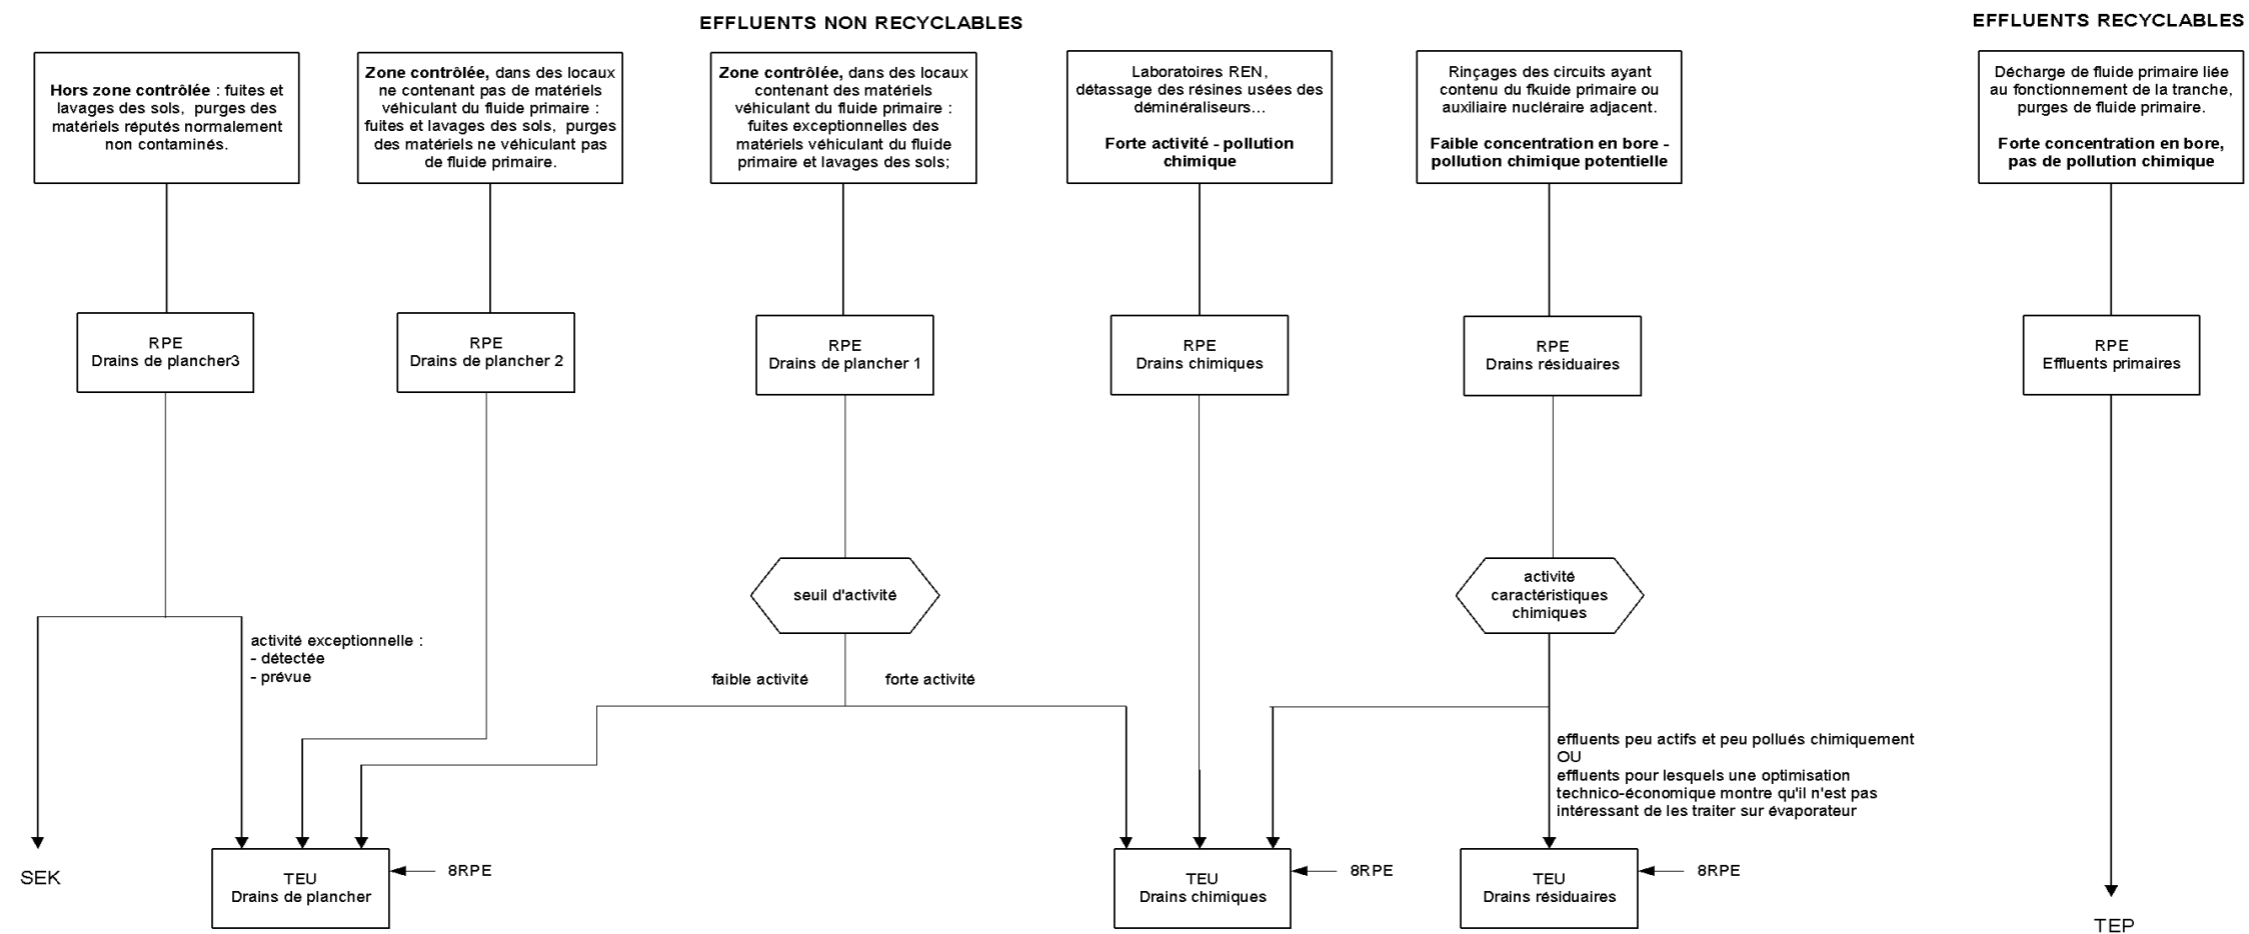 EFFLUENTS NON RECYCLABLES
EFFLUENTS RECYCLABLES
Hors zone contrôlée : fuites et
lavages des sols, purges des
matériels réputés normalement
non contaminés.
Zone contrôlée, dans des locaux
ne contenant pas de matériels
véhiculant du fluide primaire :
fuites et lavages des sols, purges
des matériels ne véhiculant pas
de fluide primaire.
Zone contrôlée, dans des locaux
contenant des matériels
véhiculant du fluide primaire :
fuites exceptionnelles des
matériels véhiculant du fluide
primaire et lavages des sols;
Laboratoires REN,
détassage des résines usées des
déminéraliseurs...
Forte activité - pollution
chimique
Rinçages des circuits ayant
contenu du fkuide primaire ou
auxiliaire nucléraire adjacent.
Faible concentration en bore -
pollution chimique potentielle
Décharge de fluide primaire liée
au fonctionement de la tranche,
purges de fluide primaire.
Forte concentration en bore,
pas de pollution chimique
RPE
Drains de plancher3
RPE
Drains de plancher 2
RPE
Drains de plancher 1
RPE
Drains chimiques
RPE
Drains résiduaires
RPE
Effluents primaires
seuil d'activité
activité
caractéristiques
chimiques
activité exceptionnelle :
- détectée
- prévue
faible activité
forte activité
effluents peu actifs et peu pollués chimiquement
OU
effluents pour lesquels une optimisation
technico-économique montre qu'il n'est pas
intéressant de les traiter sur évaporateur
SEK
TEU
Drains de plancher
8RPE
TEU
Drains chimiques
8RPE
TEU
Drains résiduaires
8RPE
TEP